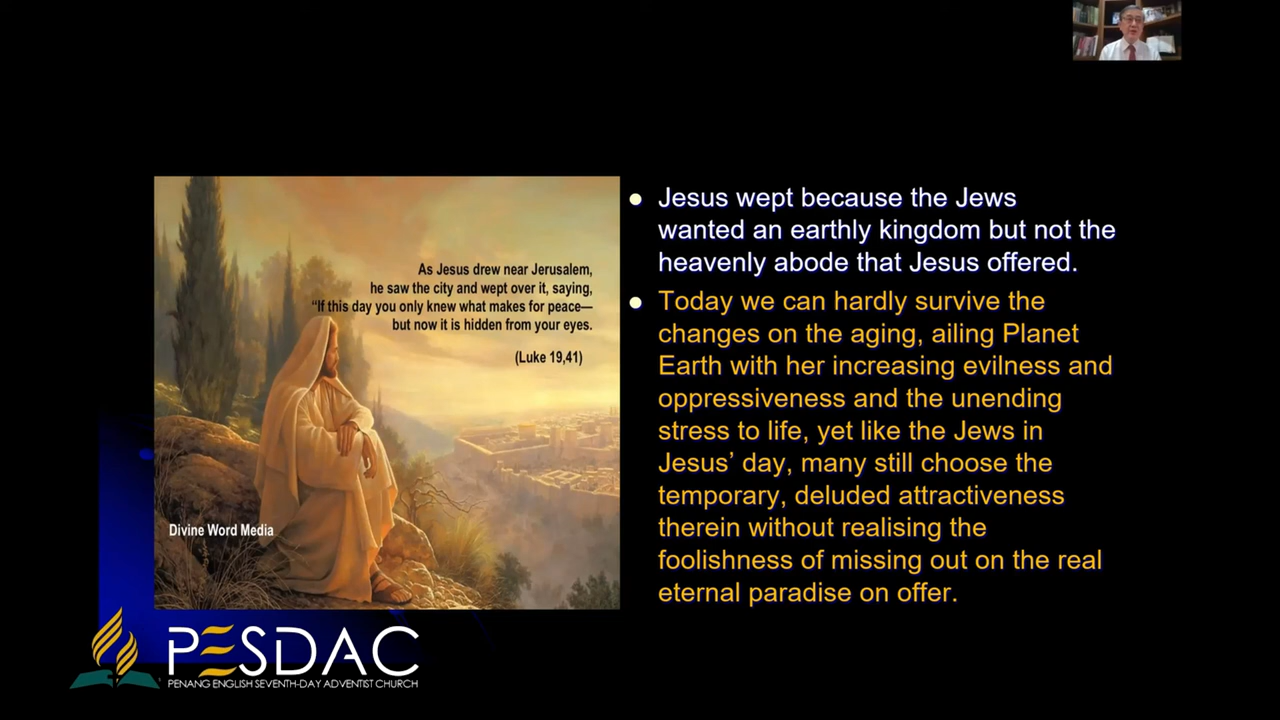 As Jesus drew near Jerusalem,
he saw the city and wept over it, saying,
“If this day you only knew what makes for peace—
but now it is hidden from your eyes.
(Luke 19,41)
Divine Word Media
Jesus wept because the Jews
wanted an earthly kingdom but not the
heavenly abode that Jesus offered.
Today we can hardly survive the
changes on the aging, ailing Planet
Earth with her increasing evilness and
oppressiveness and the unending
stress to life, yet like the Jews in
Jesus’ day, many still choose the
temporary, deluded attractiveness
therein without realising the
foolishness of missing out on the real
eternal paradise on offer.
PESDAC
PENANG ENGLISH SEVENTH-DAY ADVENTIST CHURCH